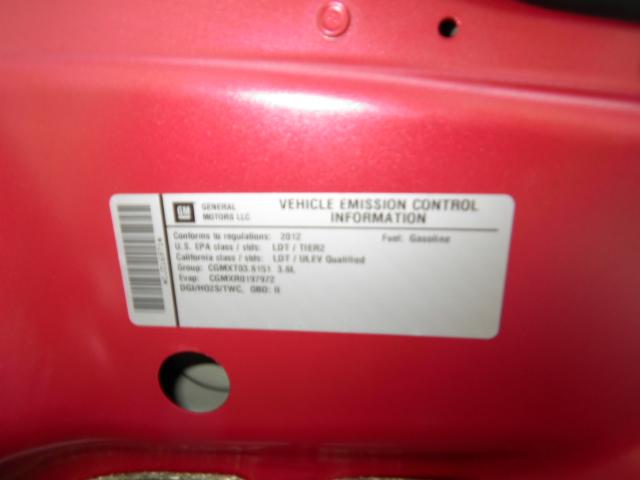 GM
GENERAL MOTORS LLC
VEHICLE EMISSION CONTROL INFORMATION
Conforms to regulations: 2012 Fuel: Gasoline
U.S. EPA class / stds: LDT / TIER2
California class / stds: LDT / ULEV Qualified
Group: CGMXT03.6151 3.6L
Evap: CGMXR0197972
DGI/HO2S/TWC, OBD: II